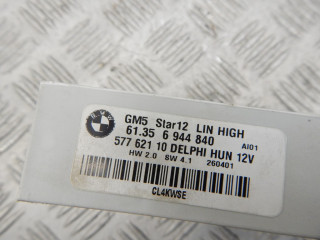 BMW
GM5 Star12 LIN HIGH
61.35 6 944 840
AI01
577 621 10 DELPHI HUN 12V
HW 2.0 SW 4.1 260401
CL4KWSE